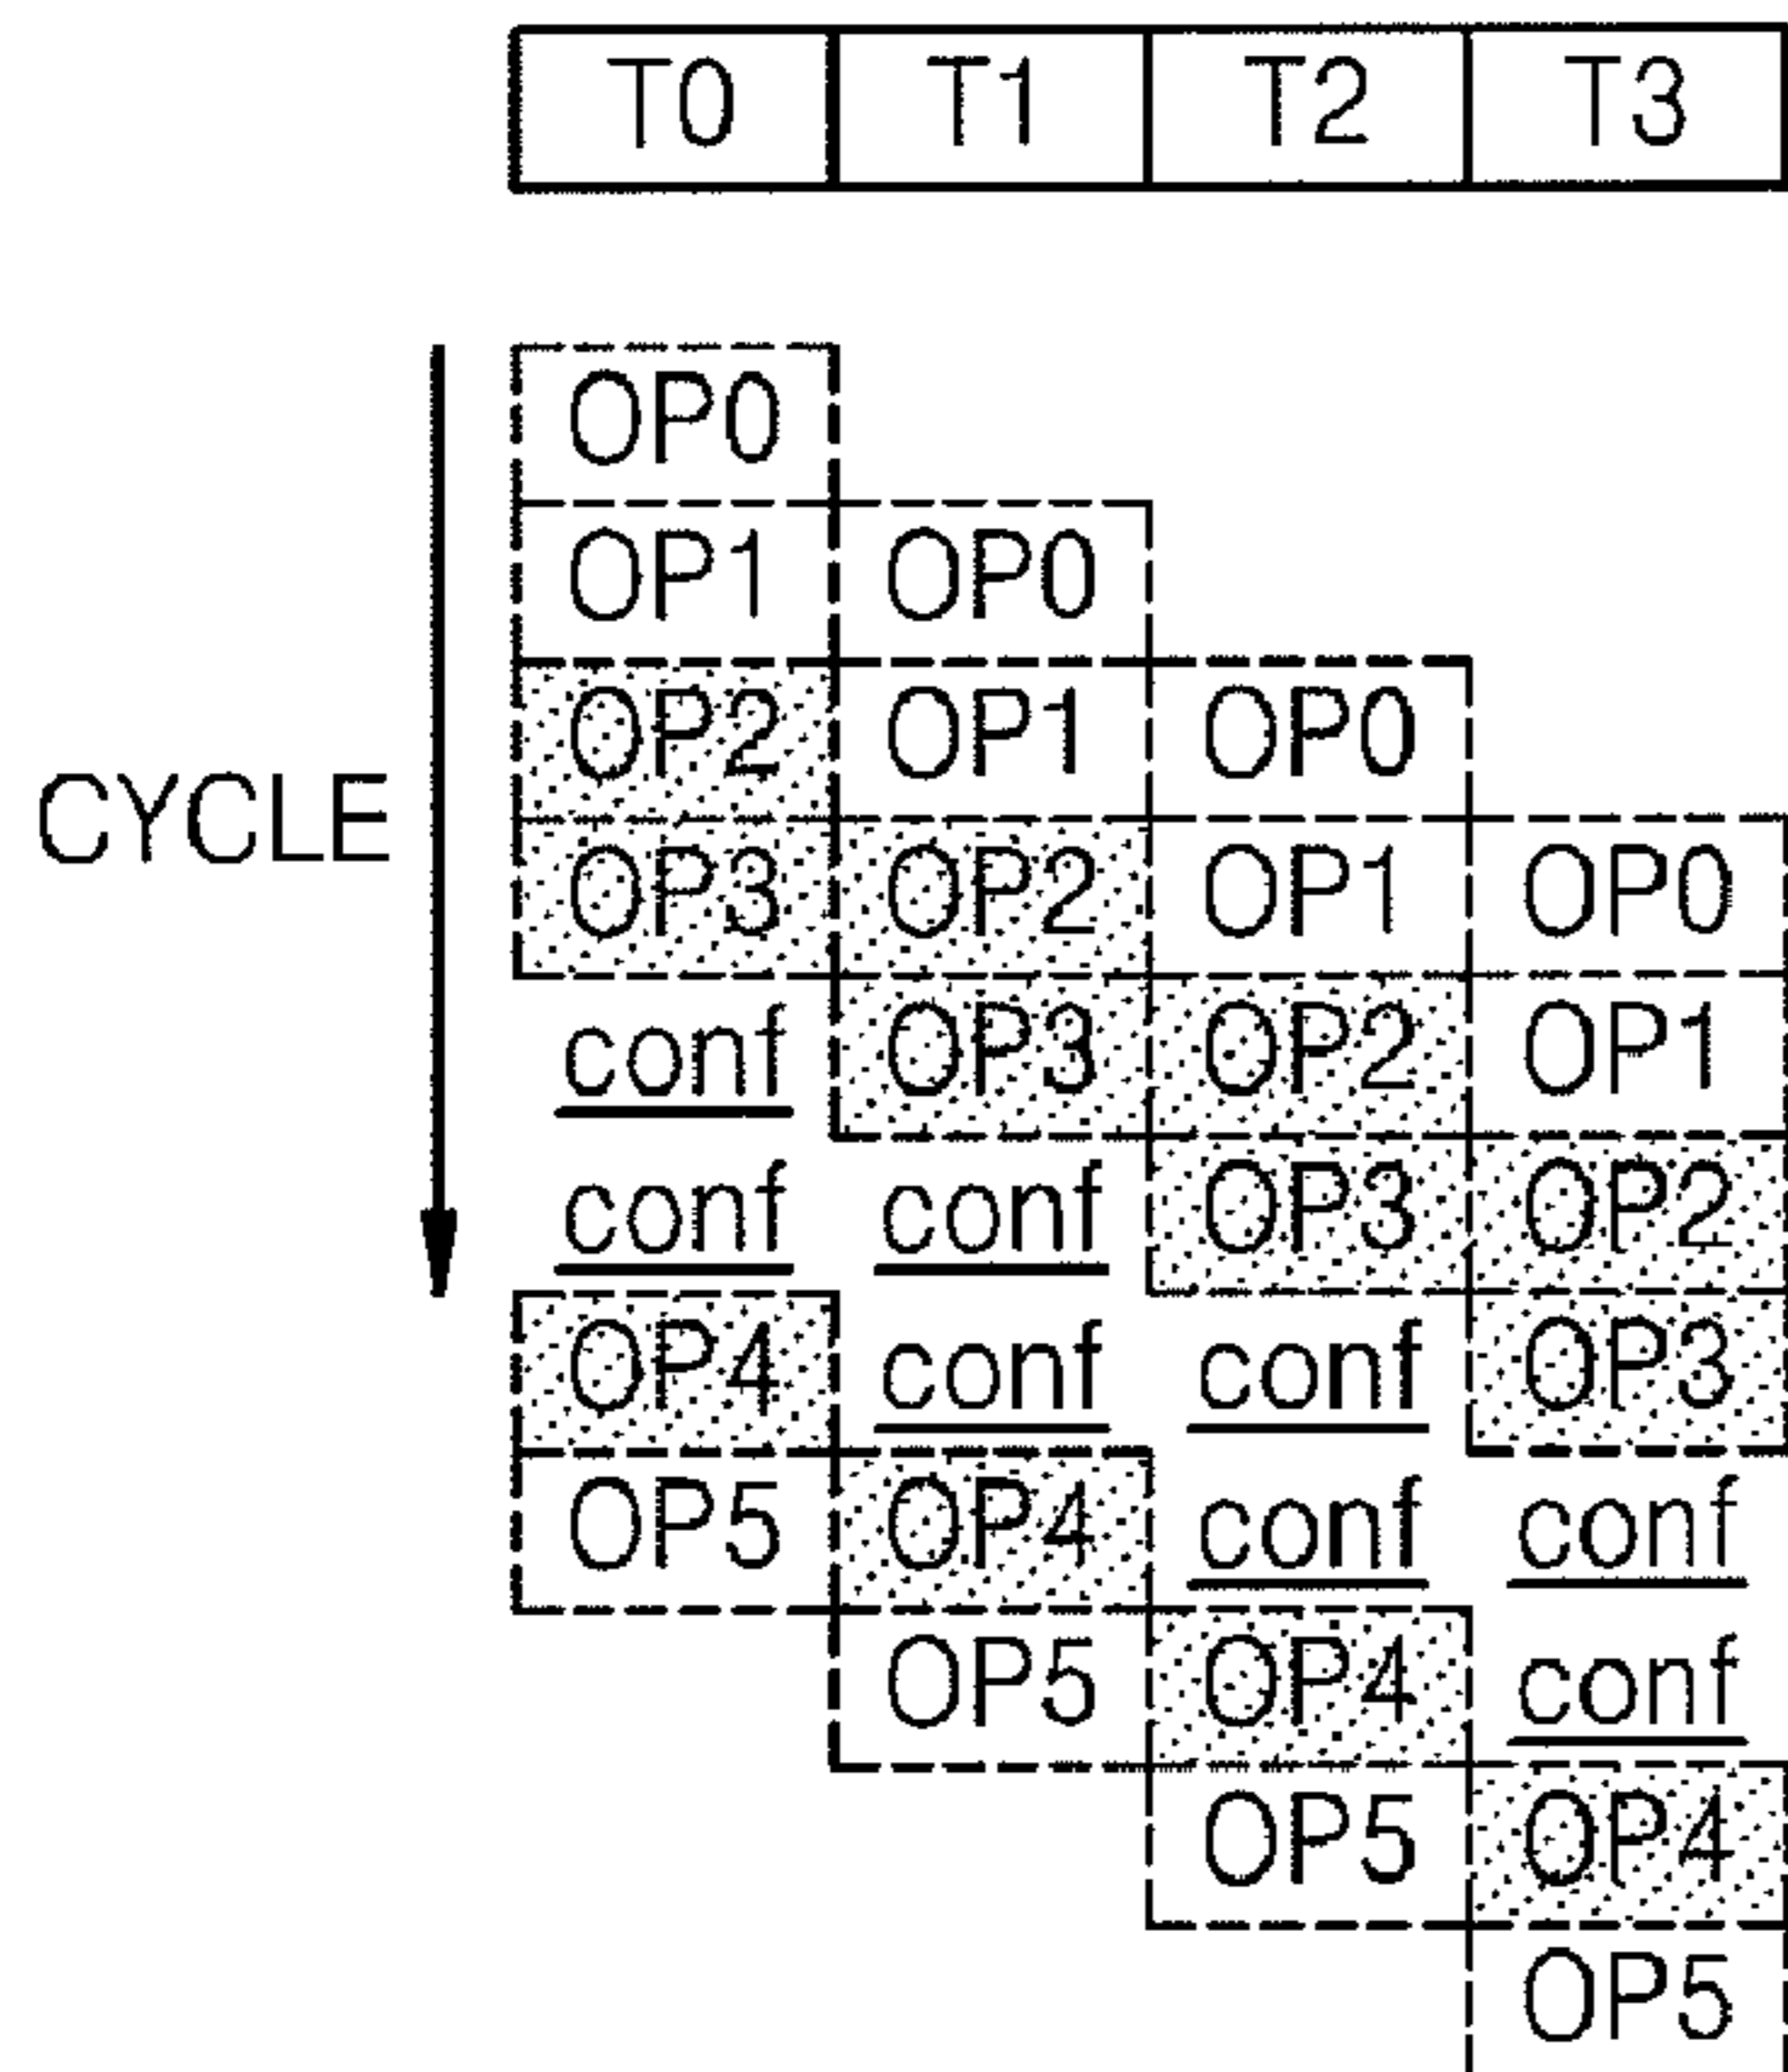 T0 T1 T2 T3
OP0
OP1 OP0
OP2 OP1 OP0
CYCLE
OP3 OP2 OP1 OP0
conf OP3 OP2 OP1
conf conf OP3 OP2
OP4 conf conf OP3
OP5 OP4 conf conf
OP5 OP4 conf
OP5 OP4
OP5